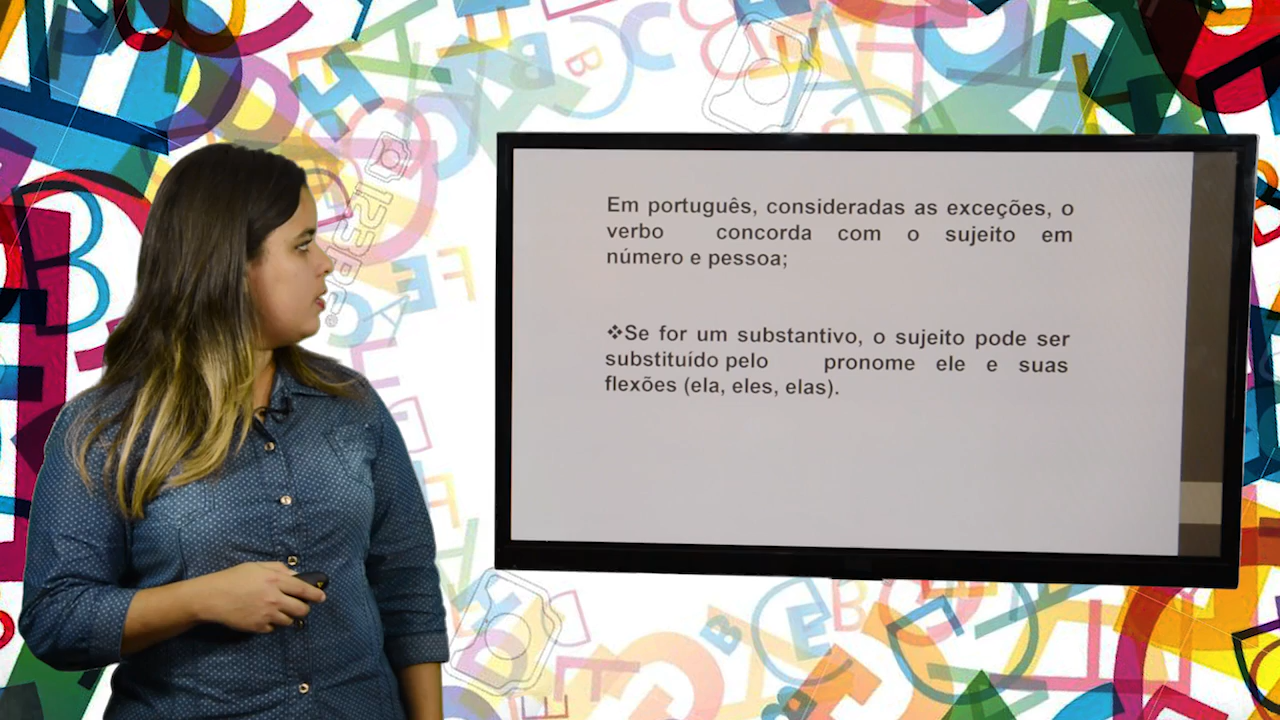 Em português, consideradas as exceções, o
verbo concorda com o sujeito em
número e pessoa;
❖Se for um substantivo, o sujeito pode ser
substituído pelo pronome ele e suas
flexões (ela, eles, elas).
123RF®